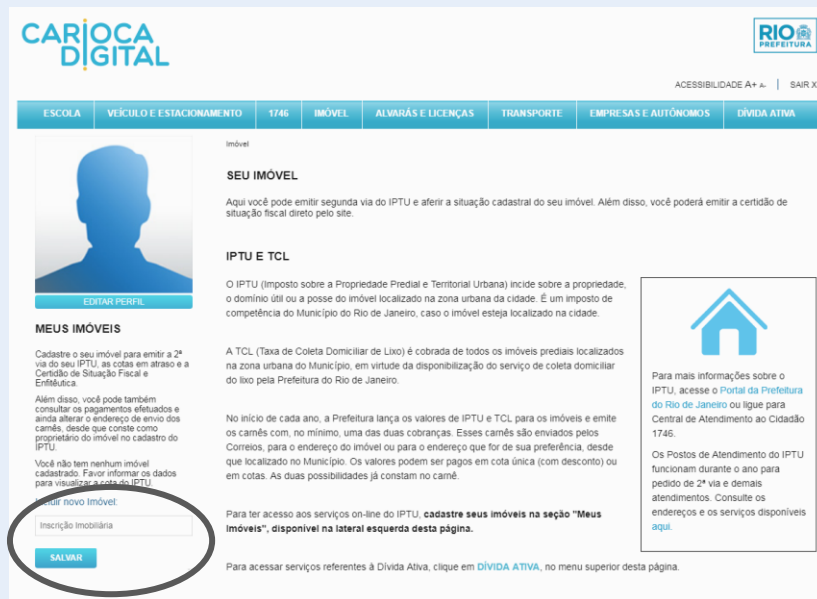 CARIOCA
DIGITAL
RIO
PREFEITURA
ACESSIBILIDADE A+ A- | SAIR X
ESCOLA VEÍCULO E ESTACIONAMENTO 1746 IMÓVEL ALVARÁS E LICENÇAS TRANSPORTE EMPRESAS E AUTÔNOMOS DÍVIDA ATIVA
EDITAR PERFIL
MEUS IMÓVEIS
Cadastre o seu imóvel para emitir a 2ª
via do seu IPTU, as cotas em atraso e a
Certidão de Situação Fiscal e
Enfitêutica.
Além disso, você pode também
consultar os pagamentos efetuados e
ainda alterar o endereço de envio dos
carnês, desde que conste como
proprietário do imóvel no cadastro do
IPTU.
Você não tem nenhum imóvel
cadastrado. Favor informar os dados
para visualizar a cota do IPTU.
Incluir novo Imóvel:
Inscrição Imobiliária
SALVAR
Imóvel
SEU IMÓVEL
Aqui você pode emitir segunda via do IPTU e aferir a situação cadastral do seu imóvel. Além disso, você poderá emitir a certidão de
situação fiscal direto pelo site.
IPTU E TCL
O IPTU (Imposto sobre a Propriedade Predial e Territorial Urbana) incide sobre a propriedade,
o domínio útil ou a posse do imóvel localizado na zona urbana da cidade. É um imposto de
competência do Município do Rio de Janeiro, caso o imóvel esteja localizado na cidade.
A TCL (Taxa de Coleta Domiciliar de Lixo) é cobrada de todos os imóveis prediais localizados
na zona urbana do Município, em virtude da disponibilização do serviço de coleta domiciliar
do lixo pela Prefeitura do Rio de Janeiro.
No início de cada ano, a Prefeitura lança os valores de IPTU e TCL para os imóveis e emite
os carnês com, no mínimo, uma das duas cobranças. Esses carnês são enviados pelos
Correios, para o endereço do imóvel ou para o endereço que for de sua preferência, desde
que localizado no Município. Os valores podem ser pagos em cota única (com desconto) ou
em cotas. As duas possibilidades já constam no carnê.
Para ter acesso aos serviços on-line do IPTU, cadastre seus imóveis na seção "Meus
Imóveis", disponível na lateral esquerda desta página.
Para acessar serviços referentes à Dívida Ativa, clique em DÍVIDA ATIVA, no menu superior desta página.
Para mais informações sobre o
IPTU, acesse o Portal da Prefeitura
do Rio de Janeiro ou ligue para
Central de Atendimento ao Cidadão
1746.
Os Postos de Atendimento do IPTU
funcionam durante o ano para
pedido de 2ª via e demais
atendimentos. Consulte os
endereços e os serviços disponíveis
aqui.